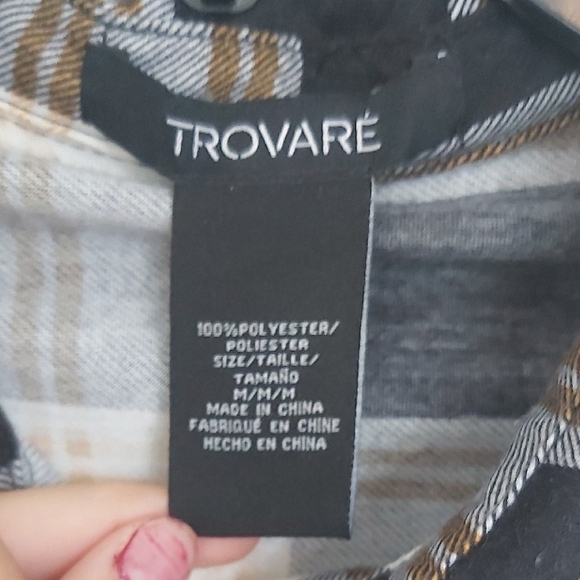 TROVARÉ
100%POLYESTER/
POLIESTER
SIZE/TAILLE/
TAMAÑO
M/M/M
MADE IN CHINA
FABRIQUÉ EN CHINE
HECHO EN CHINA